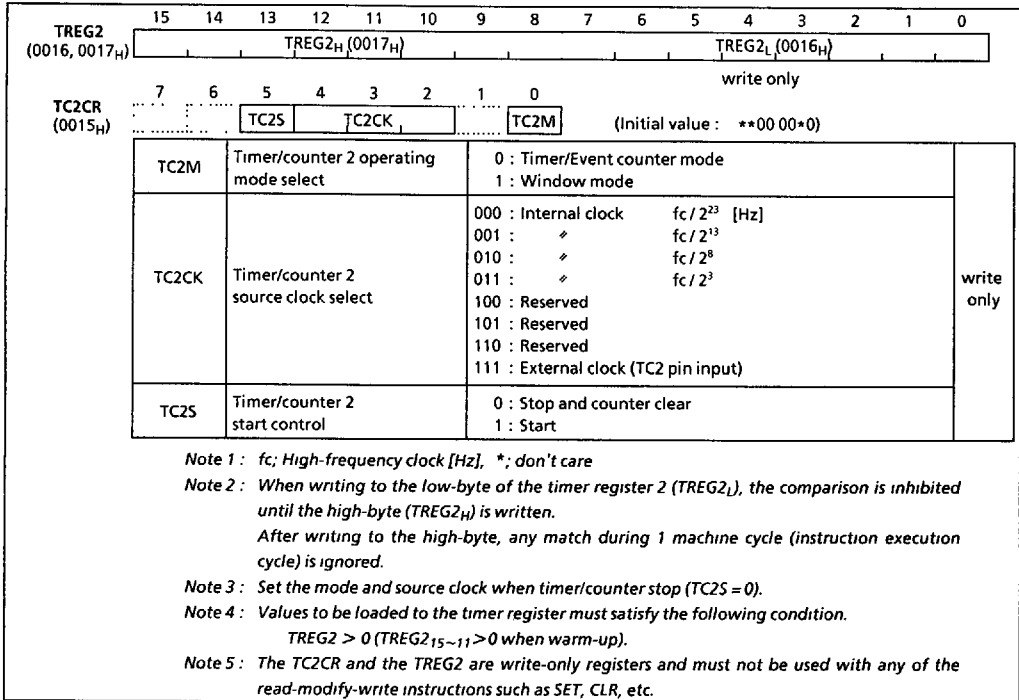 15 14 13 12 11 10 9 8 7 6 5 4 3 2 1 0
TREG2
(0016, 0017H)
TREG2H (0017H) TREG2L (0016H)
write only
7 6 5 4 3 2 1 0
TC2CR
(0015H)
TC2S TC2CK TC2M (Initial value : **00 00*0)
TC2M Timer/counter 2 operating mode select
0 : Timer/Event counter mode
1 : Window mode
TC2CK Timer/counter 2 source clock select
000 : Internal clock fc / 2²³ [Hz]
001 : 〃 fc / 2¹³
010 : 〃 fc / 2⁸
011 : 〃 fc / 2³
100 : Reserved
101 : Reserved
110 : Reserved
111 : External clock (TC2 pin input)
TC2S Timer/counter 2 start control
0 : Stop and counter clear
1 : Start
write only
Note 1 : fc; High-frequency clock [Hz], *; don't care
Note 2 : When writing to the low-byte of the timer register 2 (TREG2L), the comparison is inhibited
until the high-byte (TREG2H) is written.
After writing to the high-byte, any match during 1 machine cycle (instruction execution
cycle) is ignored.
Note 3 : Set the mode and source clock when timer/counter stop (TC2S = 0).
Note 4 : Values to be loaded to the timer register must satisfy the following condition.
TREG2 > 0 (TREG215~11>0 when warm-up).
Note 5 : The TC2CR and the TREG2 are write-only registers and must not be used with any of the
read-modify-write instructions such as SET, CLR, etc.